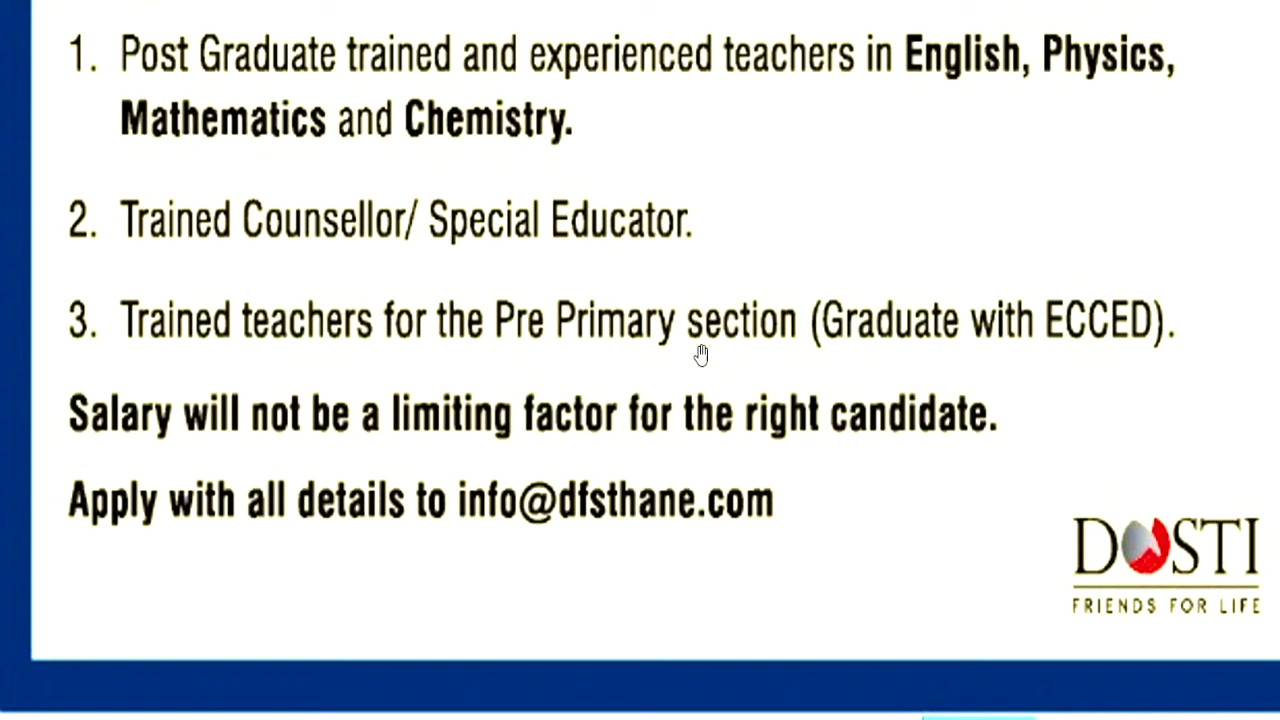 1. Post Graduate trained and experienced teachers in English, Physics,
Mathematics and Chemistry.
2. Trained Counsellor/ Special Educator.
3. Trained teachers for the Pre Primary section (Graduate with ECCED).
Salary will not be a limiting factor for the right candidate.
Apply with all details to info@dfsthane.com
DOSTI
FRIENDS FOR LIFE